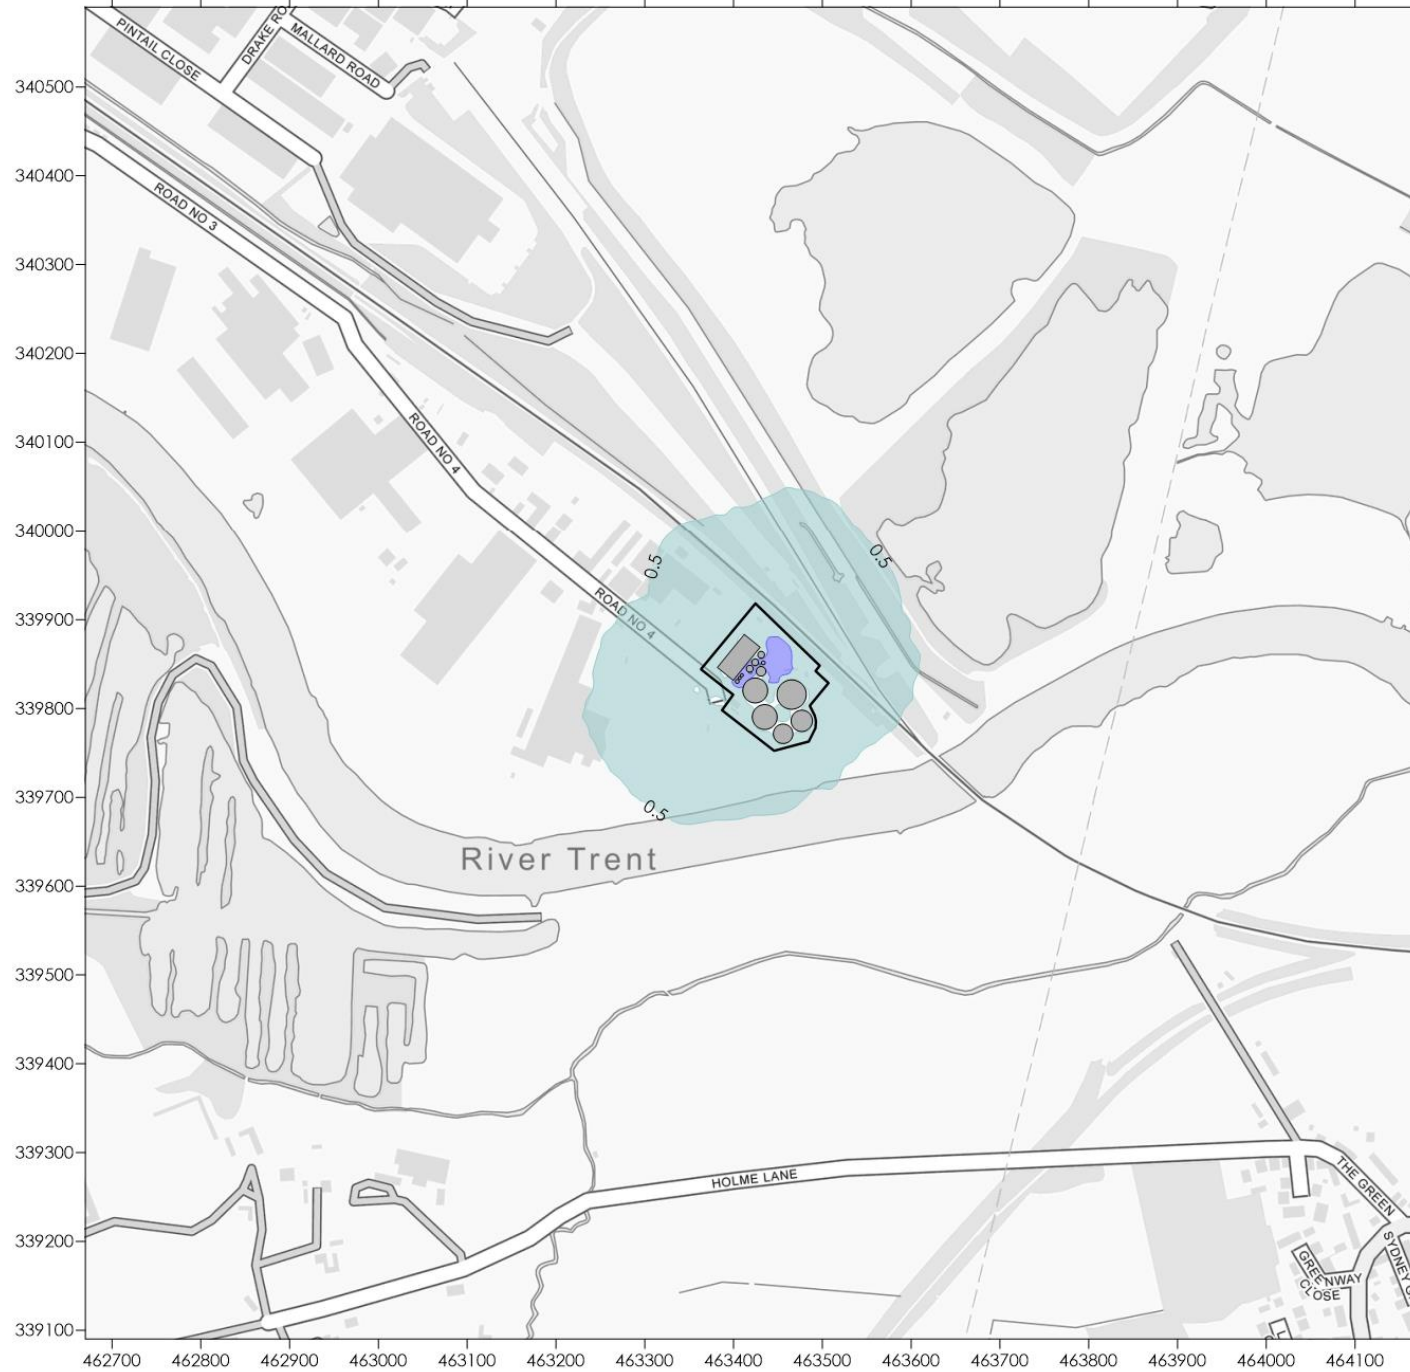 PINTAIL CLOSE
DRAKE RO
MALLARD ROAD
340500
340400
ROAD NO 3
340300
340200
ROAD NO 4
340100
340000
0.5
0.5
339900
ROAD NO 4
339800
339700
0.5
River Trent
339600
339500
339400
339300
HOLME LANE
THE GREEN
339200
SYDNEY G
GREENWAY
CLOSE
339100
462700 462800 462900 463000 463100 463200 463300 463400 463500 463600 463700 463800 463900 464000 464100